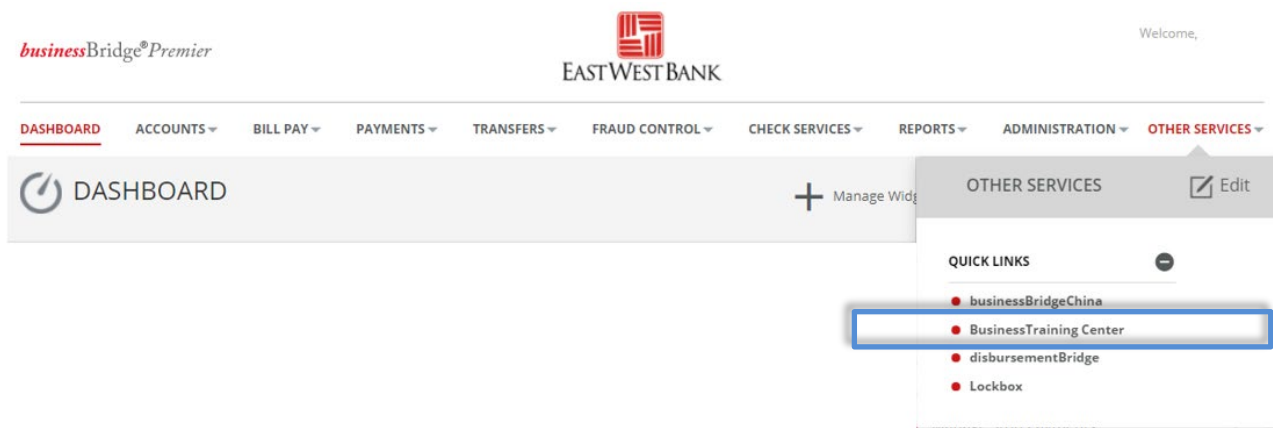 businessBridge®Premier
EASTWESTBANK
Welcome,
DASHBOARD ACCOUNTS BILL PAY PAYMENTS TRANSFERS FRAUD CONTROL CHECK SERVICES REPORTS ADMINISTRATION OTHER SERVICES
DASHBOARD
Manage Widg
OTHER SERVICES
Edit
QUICK LINKS
businessBridgeChina
BusinessTraining Center
disbursementBridge
Lockbox